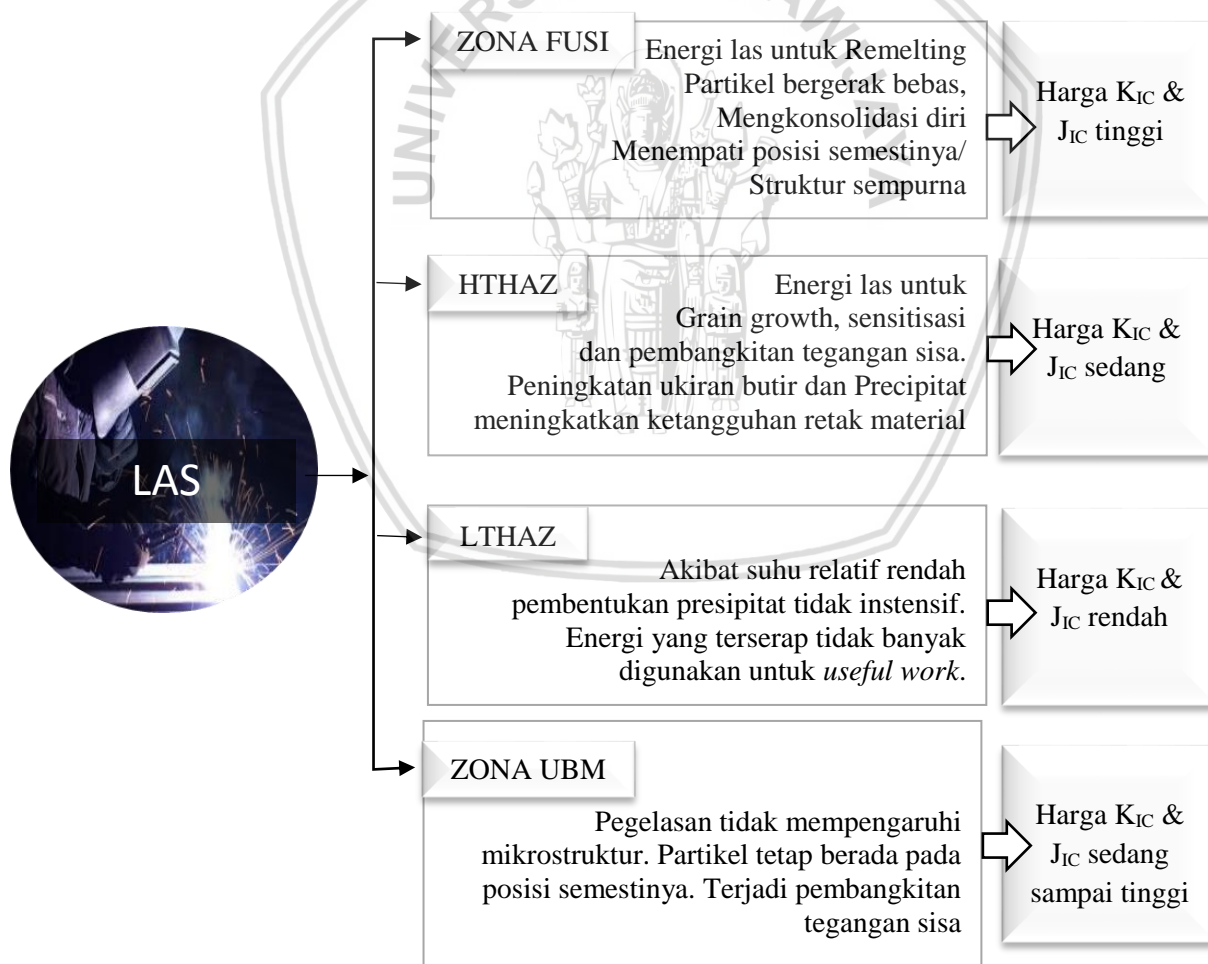 ZONA FUSI
Energi las untuk Remelting
Partikel bergerak bebas,
Mengkonsolidasi diri
Menempati posisi semestinya/
Struktur sempurna
Harga KIC &
JIC tinggi
HTHAZ
Energi las untuk
Grain growth, sensitisasi
dan pembangkitan tegangan sisa.
Peningkatan ukiran butir dan Precipitat
meningkatkan ketangguhan retak material
Harga KIC &
JIC sedang
LAS
LTHAZ
Akibat suhu relatif rendah
pembentukan presipitat tidak instensif.
Energi yang terserap tidak banyak
digunakan untuk useful work.
Harga KIC &
JIC rendah
ZONA UBM
Pegelasan tidak mempengaruhi
mikrostruktur. Partikel tetap berada pada
posisi semestinya. Terjadi pembangkitan
tegangan sisa
Harga KIC &
JIC sedang
sampai tinggi